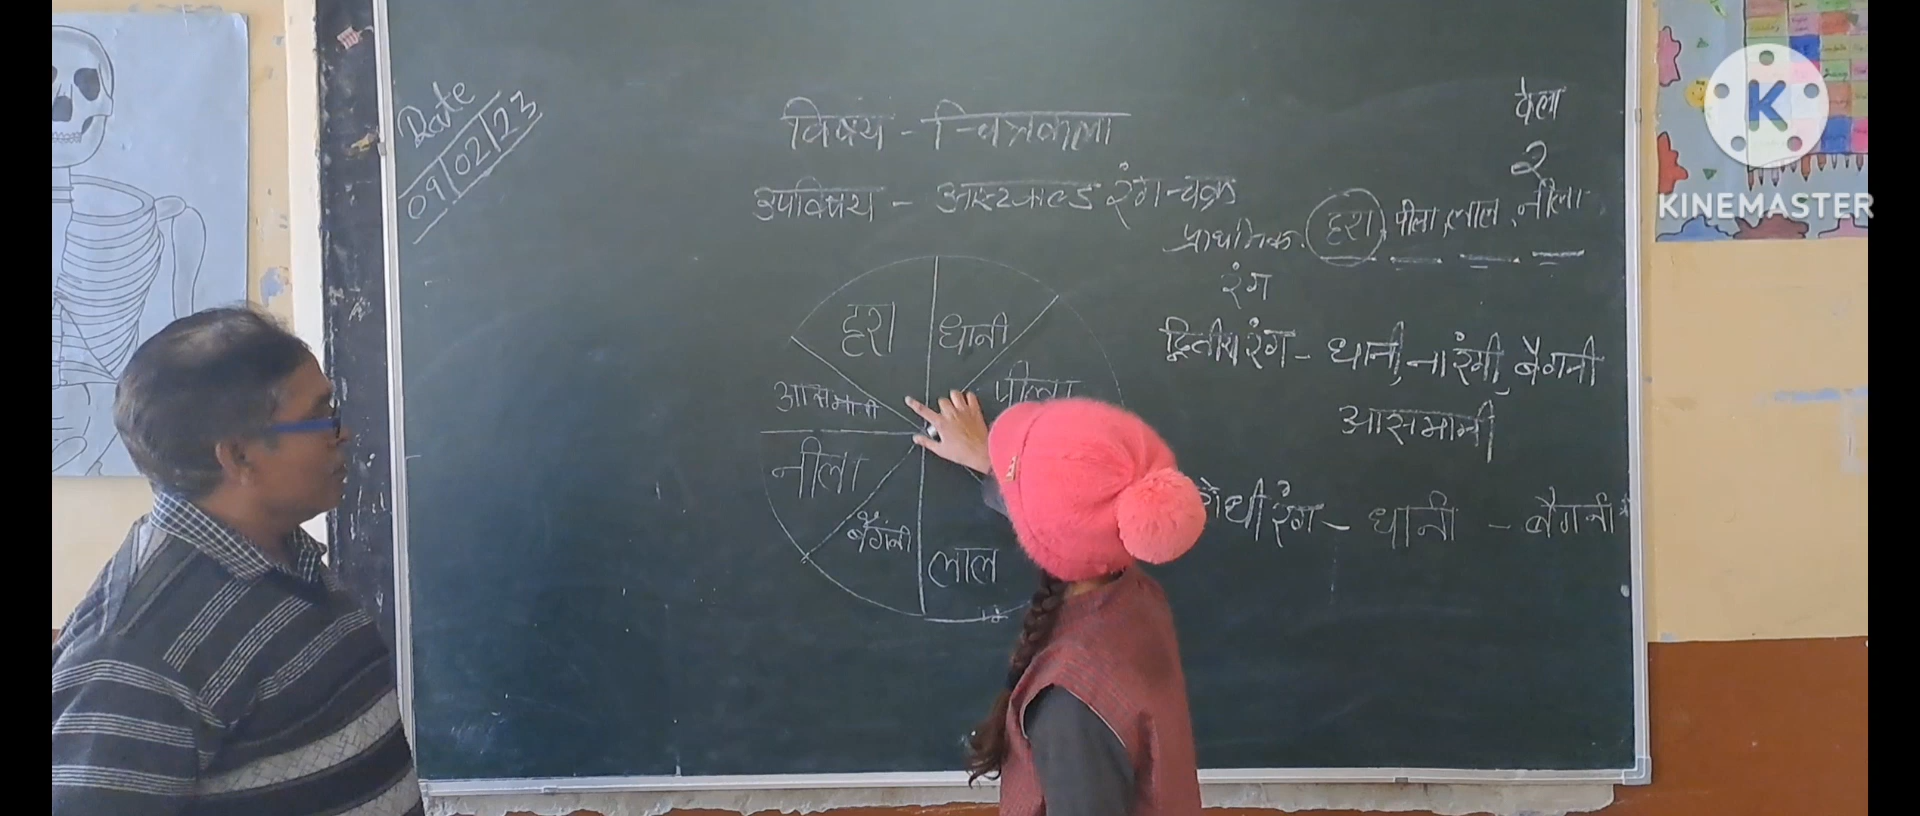 Date
09/02/23
विषय - चित्रकला
उपविषय - आस्टवाल्ड रंग-चक्र
वेला
२
प्राथमिक हरा, पीला, लाल, नीला
रंग
द्वितीय रंग - धानी, नारंगी, बैगनी
आसमानी
रंग - धानी - बैगनी
हरा
धानी
आसमानी
पीला
नीला
बैंगनी
लाल
K
KINEMASTER